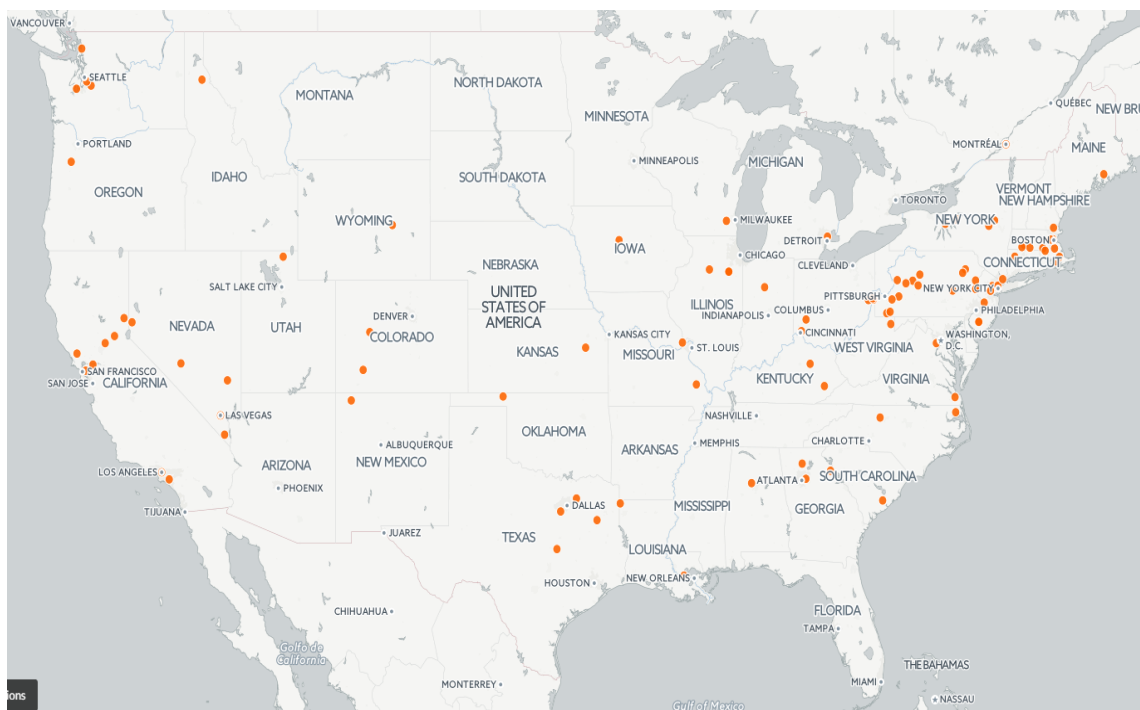 VANCOUVER
SEATTLE
NORTH DAKOTA
MONTANA
QUÉBEC
NEW BRU
MINNESOTA
PORTLAND
MONTRÉAL
MAINE
MINNEAPOLIS
MICHIGAN
IDAHO
SOUTH DAKOTA
OREGON
VERMONT
NEW HAMPSHIRE
TORONTO
WYOMING
MILWAUKEE
NEW YORK
DETROIT
BOSTON
IOWA
CHICAGO
CLEVELAND
CONNECTICUT
NEBRASKA
SALT LAKE CITY
NEW YORK CITY
UNITED
STATES OF
AMERICA
PITTSBURGH
ILLINOIS
COLUMBUS
PHILADELPHIA
DENVER
INDIANAPOLIS
NEVADA
UTAH
COLORADO
KANSAS CITY
CINCINNATI
WASHINGTON,
D.C.
KANSAS
MISSOURI
ST. LOUIS
WEST VIRGINIA
SAN FRANCISCO
SAN JOSE
CALIFORNIA
KENTUCKY
VIRGINIA
LAS VEGAS
NASHVILLE
OKLAHOMA
CHARLOTTE
ALBUQUERQUE
MEMPHIS
ARKANSAS
NEW MEXICO
ARIZONA
LOS ANGELES
SOUTH CAROLINA
ATLANTA
PHOENIX
DALLAS
MISSISSIPPI
GEORGIA
TIJUANA
JUAREZ
TEXAS
LOUISIANA
NEW ORLEANS
HOUSTON
CHIHUAHUA
FLORIDA
TAMPA
Golfo de
California
THE BAHAMAS
MIAMI
MONTERREY
ions
NASSAU
Gulf of Mexico